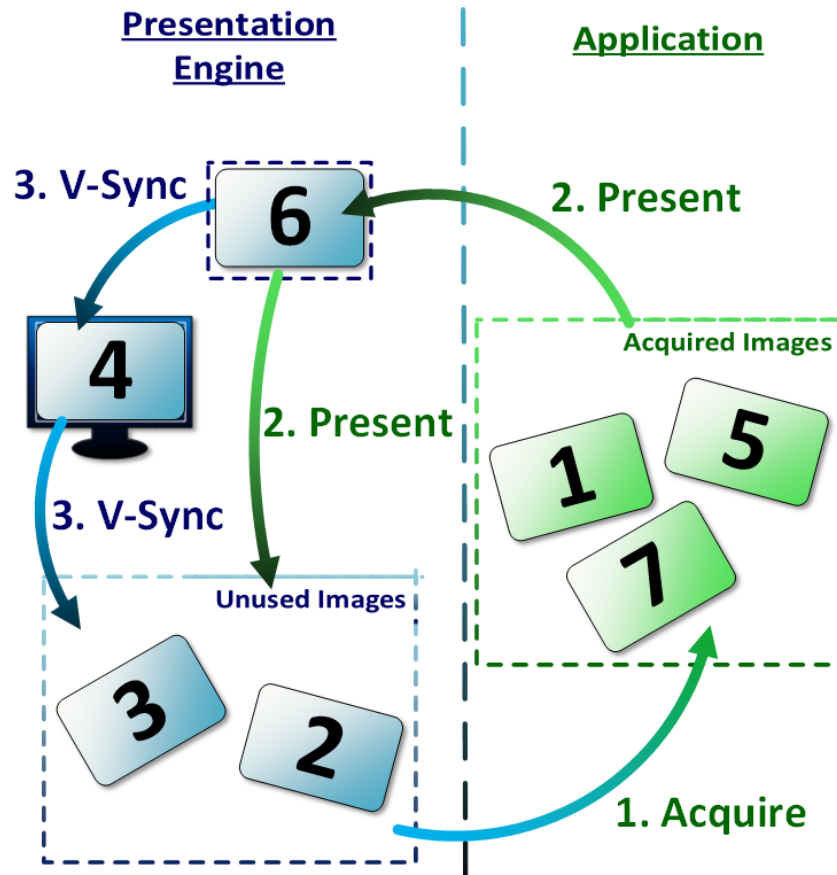 Presentation
Engine
Application
3. V-Sync
6
2. Present
4
Acquired Images
2. Present
5
1
3. V-Sync
7
Unused Images
3
2
1. Acquire